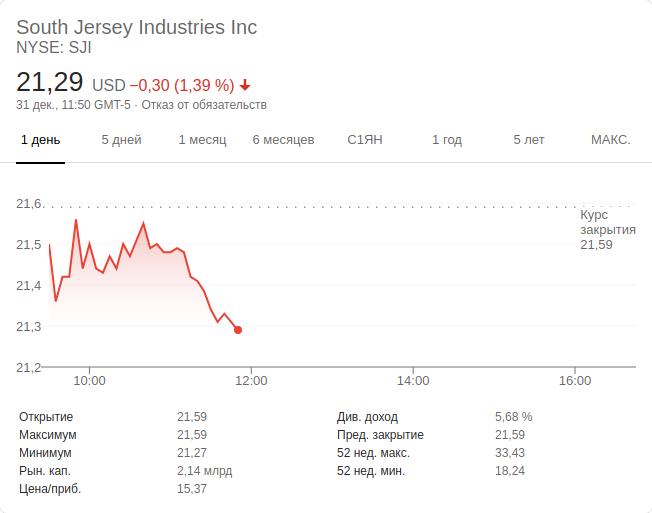 South Jersey Industries Inc
NYSE: SJI
21,29 USD −0,30 (1,39 %)
31 дек., 11:50 GMT-5 · Отказ от обязательств
1 день 5 дней 1 месяц 6 месяцев С1ЯН 1 год 5 лет МАКС.
21,6
Курс
закрытия
21,59
21,5
21,4
21,3
21,2
10:00 12:00 14:00 16:00
Открытие 21,59 Див. доход 5,68 %
Максимум 21,59 Пред. закрытие 21,59
Минимум 21,27 52 нед. макс. 33,43
Рын. кап. 2,14 млрд 52 нед. мин. 18,24
Цена/приб. 15,37